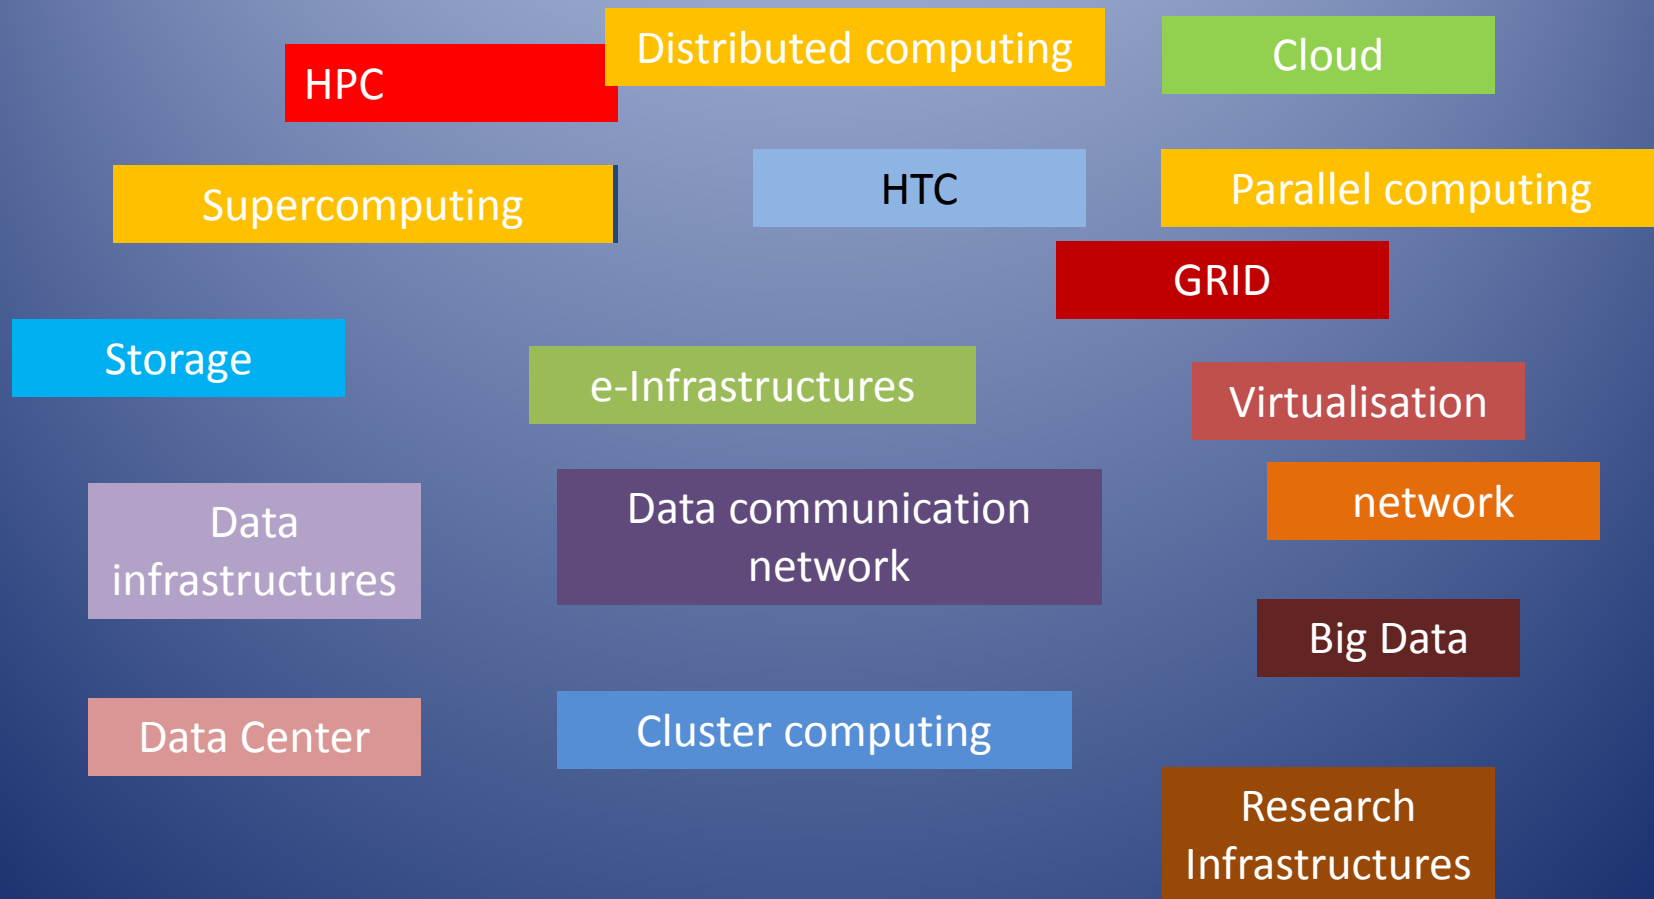 Distributed computing
Cloud
HPC
Supercomputing
HTC
Parallel computing
GRID
Storage
e-Infrastructures
Virtualisation
Data
infrastructures
Data communication
network
network
Big Data
Data Center
Cluster computing
Research
Infrastructures